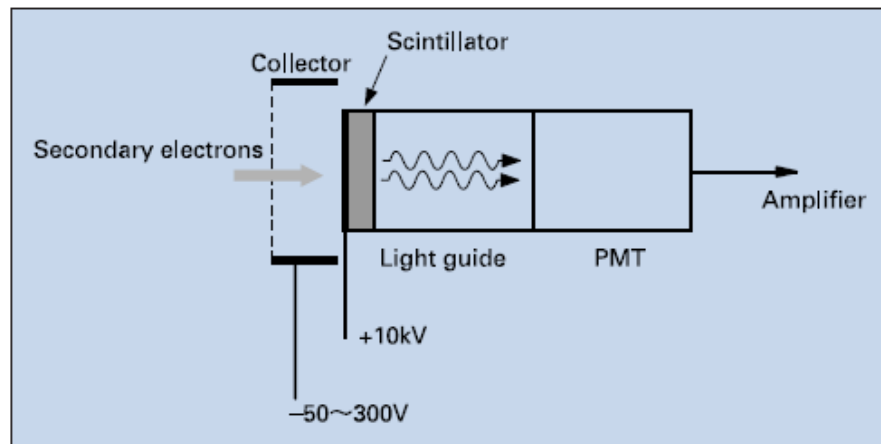 Scintillator
Collector
Secondary electrons
Amplifier
Light guide
PMT
+10kV
–50～300V